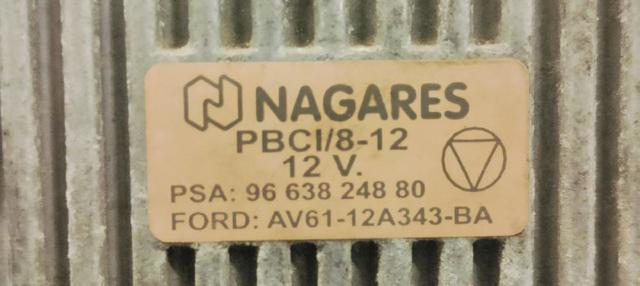 NAGARES
PBCI/8-12
12 V.
PSA: 96 638 248 80
FORD: AV61-12A343-BA